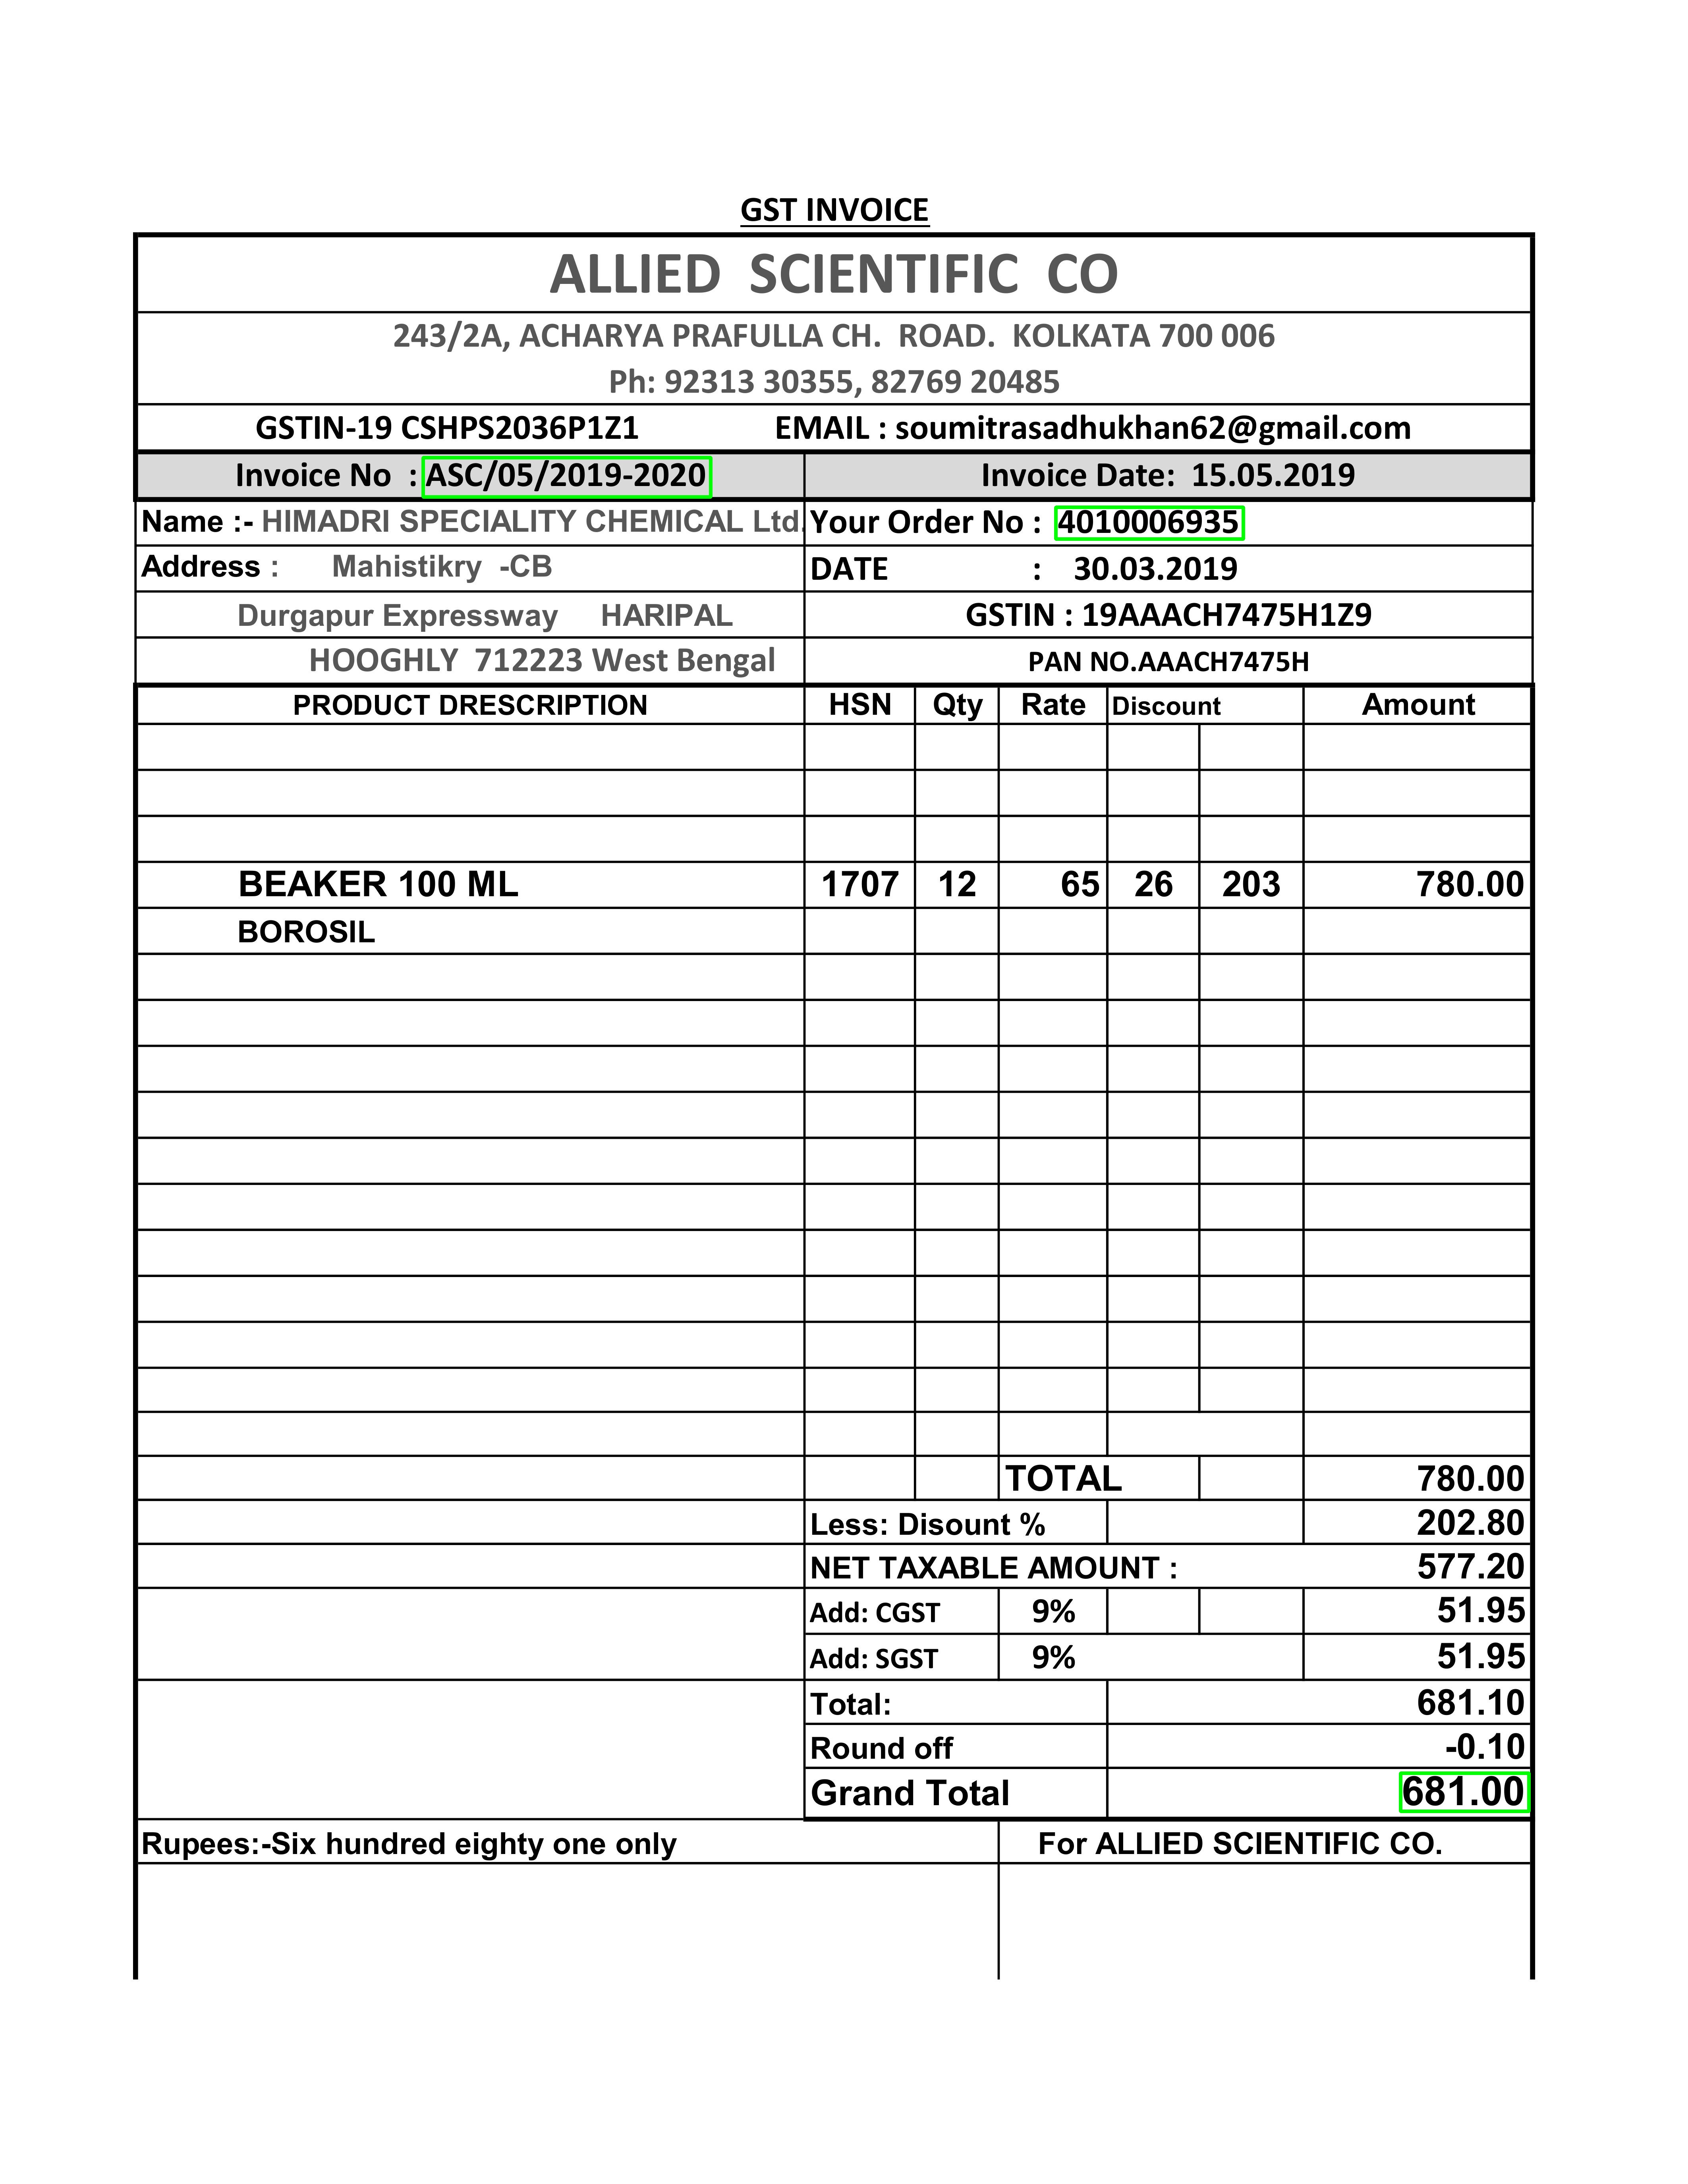 GST INVOICE
ALLIED SCIENTIFIC CO
243/2A, ACHARYA PRAFULLA CH. ROAD. KOLKATA 700 006
Ph: 92313 30355, 82769 20485
GSTIN-19 CSHPS2036P1Z1 EMAIL : soumitrasadhukhan62@gmail.com
Invoice No : ASC/05/2019-2020 Invoice Date: 15.05.2019
Name :- HIMADRI SPECIALITY CHEMICAL Ltd. Your Order No : 4010006935
Address : Mahistikry -CB DATE : 30.03.2019
Durgapur Expressway HARIPAL GSTIN : 19AAACH7475H1Z9
HOOGHLY 712223 West Bengal PAN NO.AAACH7475H
PRODUCT DRESCRIPTION HSN Qty Rate Discount Amount
BEAKER 100 ML 1707 12 65 26 203 780.00
BOROSIL
TOTAL 780.00
Less: Disount % 202.80
NET TAXABLE AMOUNT : 577.20
Add: CGST 9% 51.95
Add: SGST 9% 51.95
Total: 681.10
Round off -0.10
Grand Total 681.00
Rupees:-Six hundred eighty one only For ALLIED SCIENTIFIC CO.